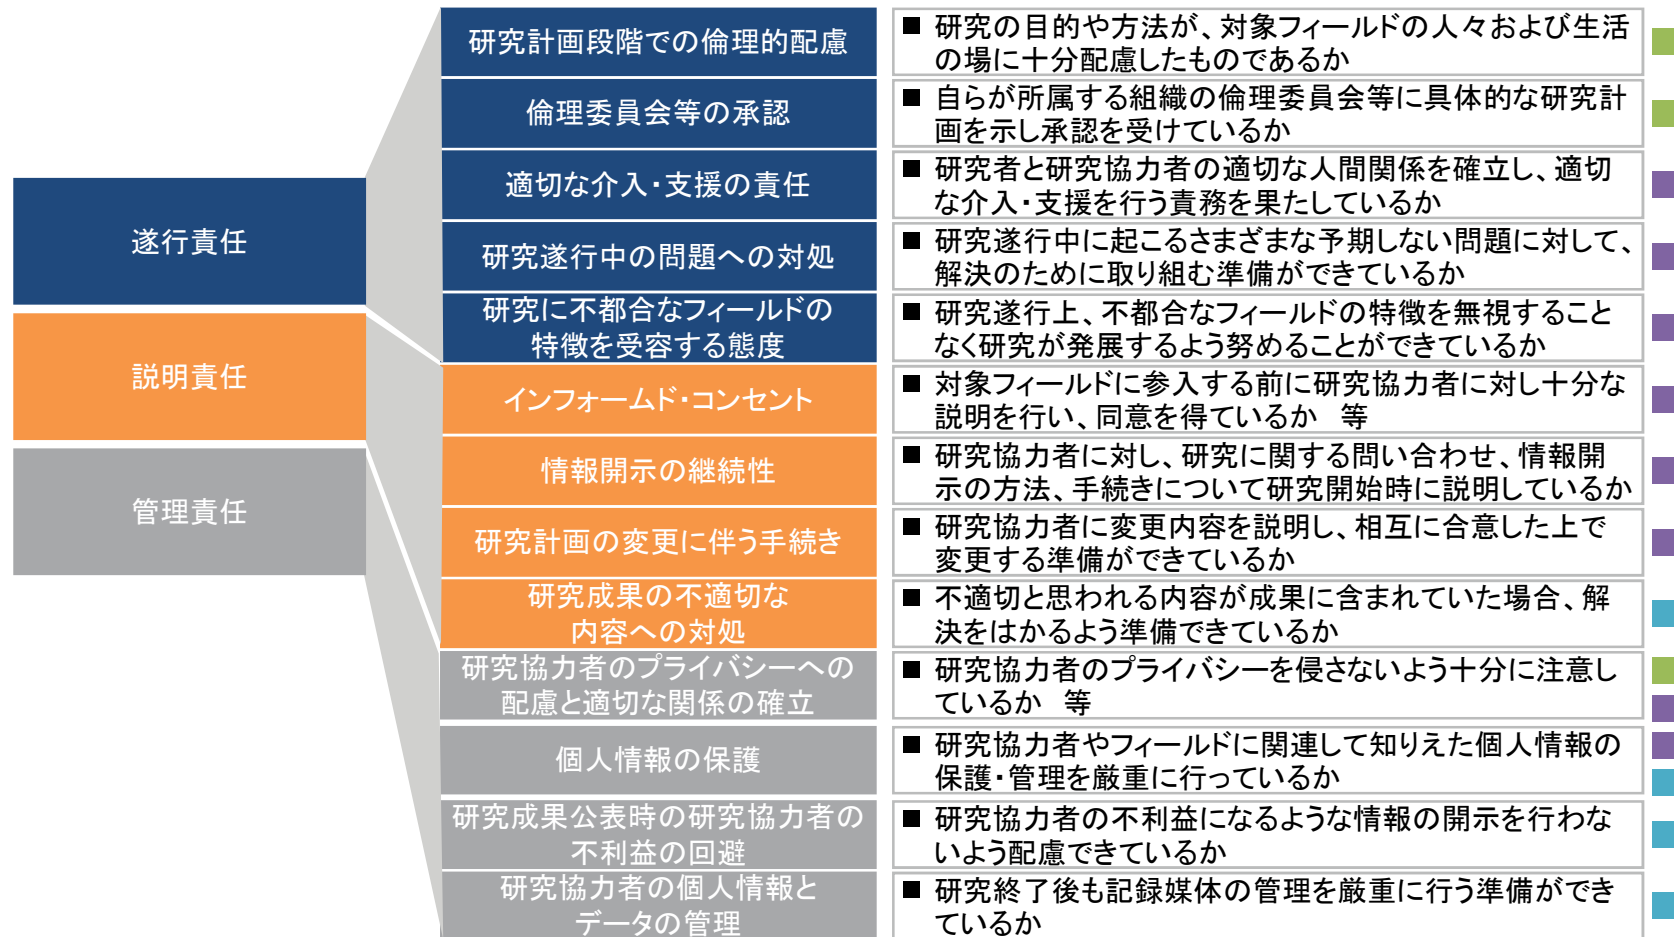 遂行責任
説明責任
管理責任
研究計画段階での倫理的配慮
■ 研究の目的や方法が、対象フィールドの人々および生活
の場に十分配慮したものであるか
倫理委員会等の承認
■ 自らが所属する組織の倫理委員会等に具体的な研究計
画を示し承認を受けているか
適切な介入・支援の責任
■ 研究者と研究協力者の適切な人間関係を確立し、適切
な介入・支援を行う責務を果たしているか
研究遂行中の問題への対処
■ 研究遂行中に起こるさまざまな予期しない問題に対して、
解決のために取り組む準備ができているか
研究に不都合なフィールドの
特徴を受容する態度
■ 研究遂行上、不都合なフィールドの特徴を無視すること
なく研究が発展するよう努めることができているか
インフォームド・コンセント
■ 対象フィールドに参入する前に研究協力者に対し十分な
説明を行い、同意を得ているか 等
情報開示の継続性
■ 研究協力者に対し、研究に関する問い合わせ、情報開
示の方法、手続きについて研究開始時に説明しているか
研究計画の変更に伴う手続き
■ 研究協力者に変更内容を説明し、相互に合意した上で
変更する準備ができているか
研究成果の不適切な
内容への対処
■ 不適切と思われる内容が成果に含まれていた場合、解
決をはかるよう準備できているか
研究協力者のプライバシーへの
配慮と適切な関係の確立
■ 研究協力者のプライバシーを侵さないよう十分に注意し
ているか 等
個人情報の保護
■ 研究協力者やフィールドに関連して知りえた個人情報の
保護・管理を厳重に行っているか
研究成果公表時の研究協力者の
不利益の回避
■ 研究協力者の不利益になるような情報の開示を行わな
いよう配慮できているか
研究協力者の個人情報と
データの管理
■ 研究終了後も記録媒体の管理を厳重に行う準備ができ
ているか